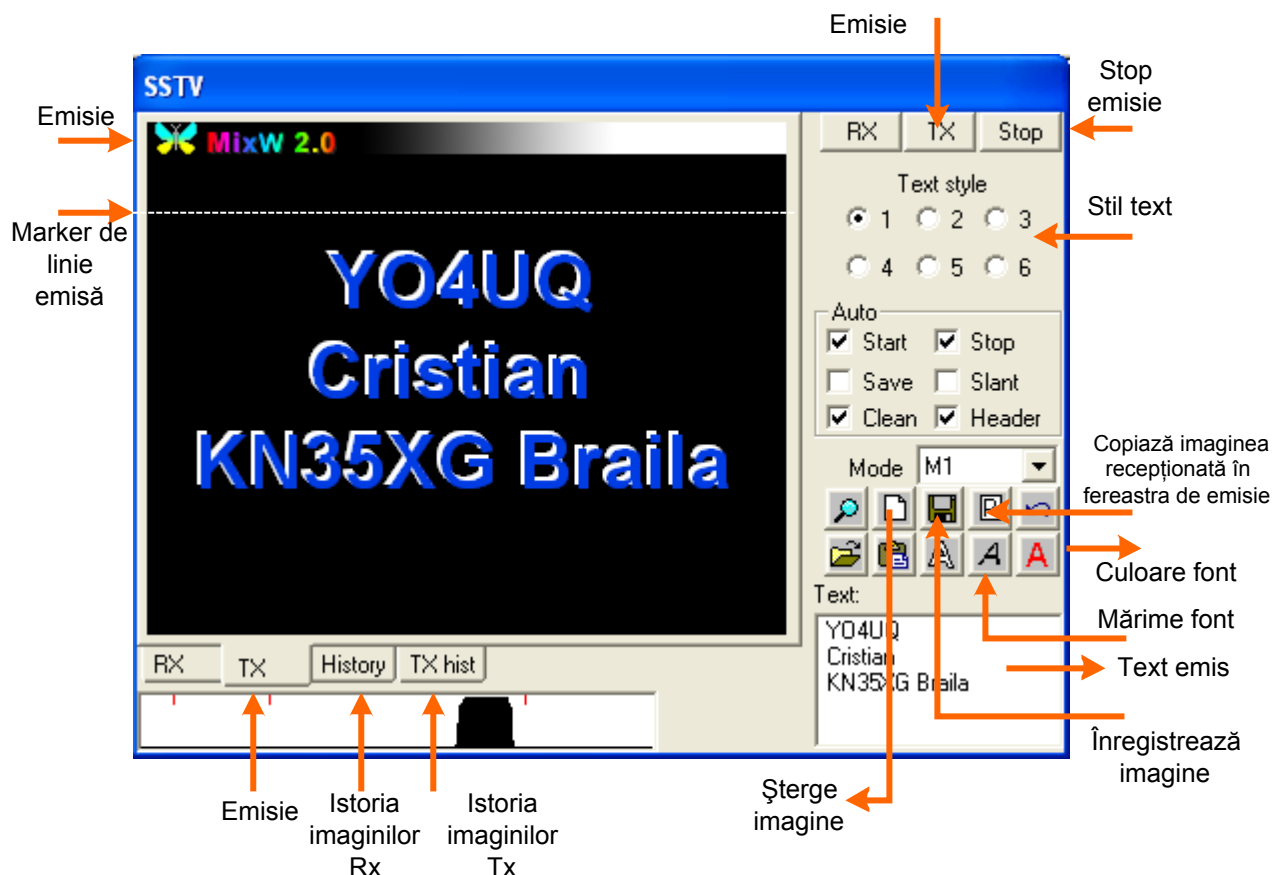 Emisie
Stop
emisie
SSTV
Emisie
MixW 2.0
RX
TX
Stop
Text style
1
2
3
Stil text
Marker de
linie
emisă
4
5
6
YO4UQ
Cristian
KN35XG Braila
Auto
Start
Stop
Save
Slant
Clean
Header
Mode
M1
Copiază imaginea
recepționată în
fereastra de emisie
P
A
A
A
Culoare font
Text:
Mărime font
YO4UQ
Cristian
KN35XG Braila
Text emis
RX
TX
History
TX hist
Înregistrează
imagine
Şterge
imagine
Emisie
Istoria
imaginilor
Rx
Istoria
imaginilor
Tx